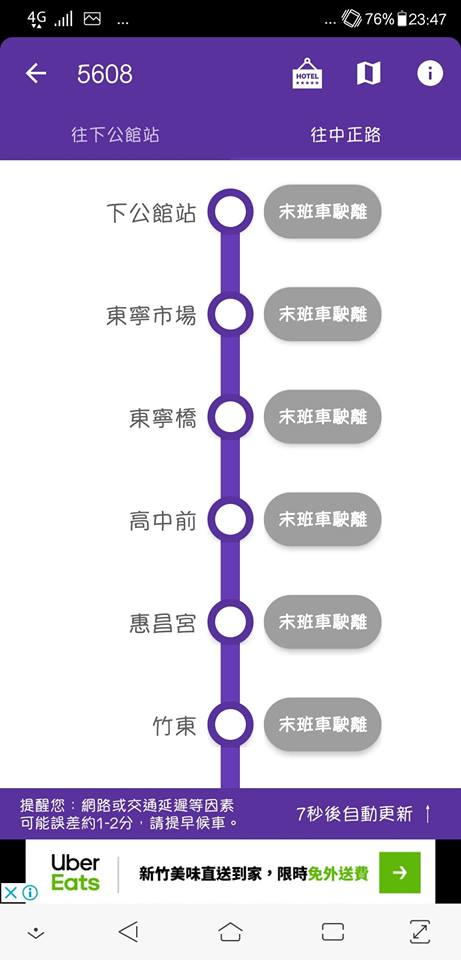 4G ... ... 76% 23:47
5608 HOTEL
往下公館站 往中正路
下公館站 末班車駛離
東寧市場 末班車駛離
東寧橋 末班車駛離
高中前 末班車駛離
惠昌宮 末班車駛離
竹東 末班車駛離
提醒您：網路或交通延遲等因素
可能誤差約1-2分，請提早候車。
7秒後自動更新
Uber
Eats
新竹美味直送到家，限時免外送費